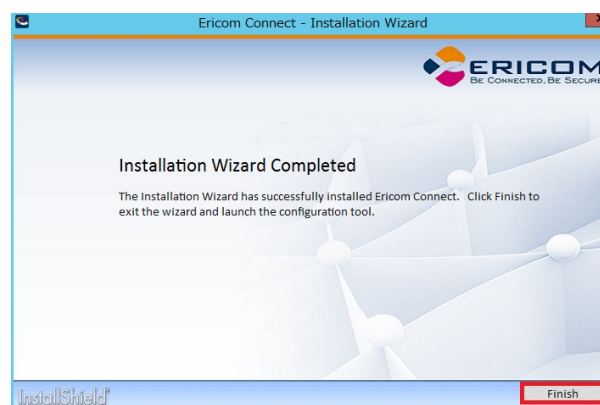 Ericom Connect - Installation Wizard
ERICOM
BE CONNECTED, BE SECURE
Installation Wizard Completed
The Installation Wizard has successfully installed Ericom Connect. Click Finish to
exit the wizard and launch the configuration tool.
InstallShield
Finish